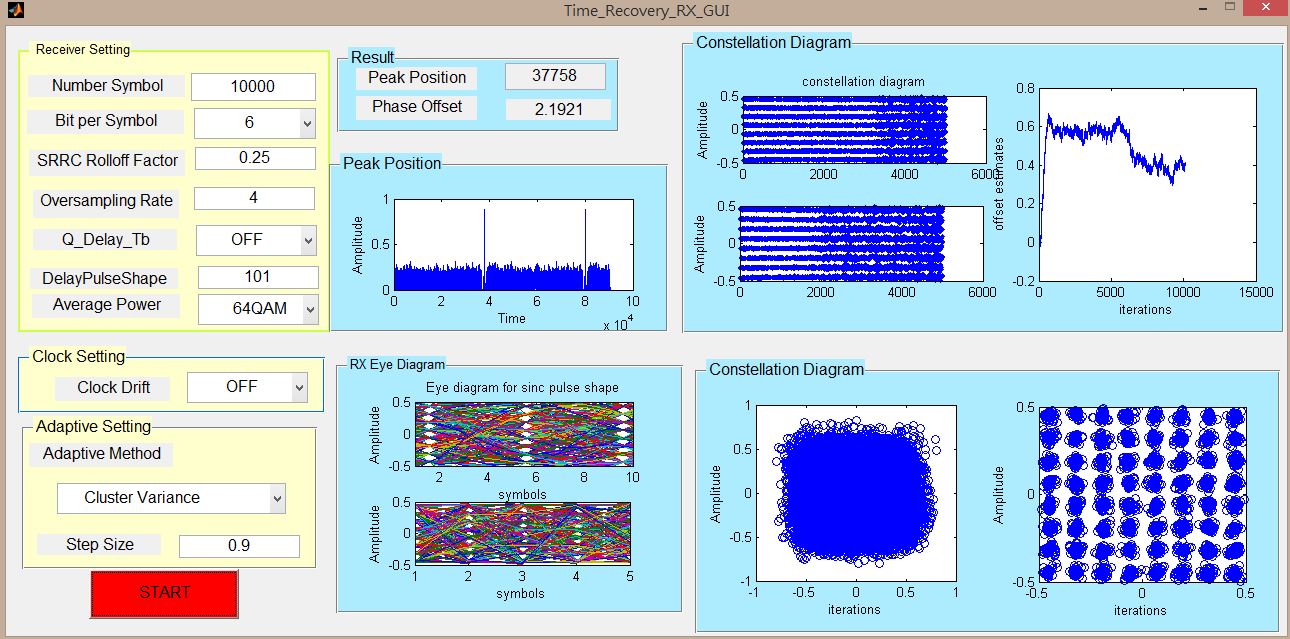 Time_Recovery_RX_GUI
Receiver Setting
Number Symbol 10000
Bit per Symbol 6
SRRC Rolloff Factor 0.25
Oversampling Rate 4
Q_Delay_Tb OFF
DelayPulseShape 101
Average Power 64QAM
Clock Setting
Clock Drift OFF
Adaptive Setting
Adaptive Method
Cluster Variance
Step Size 0.9
START
Result
Peak Position 37758
Phase Offset 2.1921
Peak Position
Amplitude
1
0.5
0
0 2 4 6 8 10
Time
x 10^4
RX Eye Diagram
Eye diagram for sinc pulse shape
Amplitude
0.5
0
-0.5
2 4 6 8 10
symbols
Amplitude
0.5
0
-0.5
1 2 3 4 5
symbols
Constellation Diagram
constellation diagram
Amplitude
0.5
0
-0.5
0 2000 4000 6000
Amplitude
0.5
0
-0.5
0 2000 4000 6000
offset estimates
0.8
0.6
0.4
0.2
0
-0.2
0 5000 10000 15000
iterations
Constellation Diagram
Amplitude
1
0.5
0
-0.5
-1
-1 -0.5 0 0.5 1
iterations
Amplitude
0.5
0
-0.5
-0.5 0 0.5
iterations